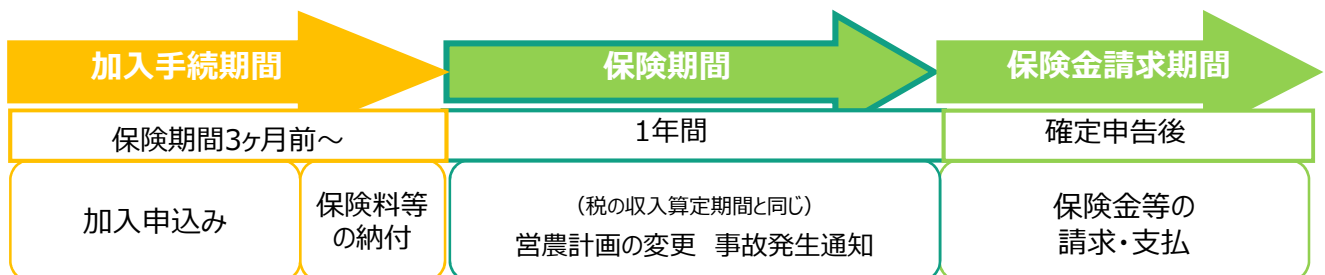 加入手続期間
保険期間
保険金請求期間
保険期間3ヶ月前～
1年間
確定申告後
加入申込み
保険料等
の納付
（税の収入算定期間と同じ）
営農計画の変更 事故発生通知
保険金等の
請求・支払